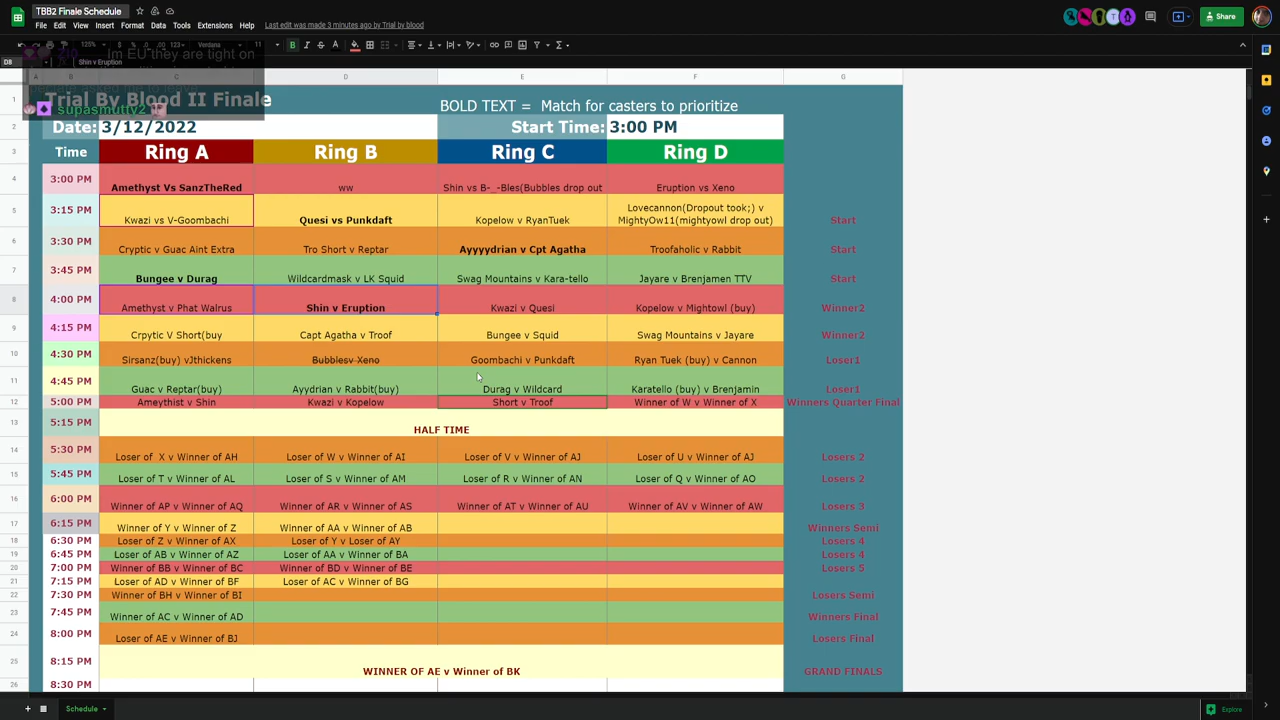 TBB2 Finale Schedule
File Edit View Insert Format Data Tools Extensions Help Last edit was made 3 minutes ago by Trial by blood
Share
125% Verdana 11
im EU they are tight on
D8 Shin v Eruption
Trial By Blood II Finale
supasmutty2
BOLD TEXT = Match for casters to prioritize
Date: 3/12/2022 Start Time: 3:00 PM
Time Ring A Ring B Ring C Ring D
3:00 PM Amethyst Vs SanzTheRed ww Shin vs B-_-Bles(Bubbles drop out Eruption vs Xeno
3:15 PM Kwazi vs V-Goombachi Quesi vs Punkdaft Kopelow v RyanTuek Lovecannon(Dropout took;) v MightyOw11(mightyowl drop out) Start
3:30 PM Cryptic v Guac Aint Extra Tro Short v Reptar Ayyyydrian v Cpt Agatha Troofaholic v Rabbit Start
3:45 PM Bungee v Durag Wildcardmask v LK Squid Swag Mountains v Kara-tello Jayare v Brenjamen TTV Start
4:00 PM Amethyst v Phat Walrus Shin v Eruption Kwazi v Quesi Kopelow v Mightowl (buy) Winner2
4:15 PM Crpytic V Short(buy Capt Agatha v Troof Bungee v Squid Swag Mountains v Jayare Winner2
4:30 PM Sirsanz(buy) vJthickens Bubblesv Xeno Goombachi v Punkdaft Ryan Tuek (buy) v Cannon Loser1
4:45 PM Guac v Reptar(buy) Ayydrian v Rabbit(buy) Durag v Wildcard Karatello (buy) v Brenjamin Loser1
5:00 PM Ameythist v Shin Kwazi v Kopelow Short v Troof Winner of W v Winner of X Winners Quarter Final
5:15 PM HALF TIME
5:30 PM Loser of X v Winner of AH Loser of W v Winner of AI Loser of V v Winner of AJ Loser of U v Winner of AJ Losers 2
5:45 PM Loser of T v Winner of AL Loser of S v Winner of AM Loser of R v Winner of AN Loser of Q v Winner of AO Losers 2
6:00 PM Winner of AP v Winner of AQ Winner of AR v Winner of AS Winner of AT v Winner of AU Winner of AV v Winner of AW Losers 3
6:15 PM Winner of Y v Winner of Z Winner of AA v Winner of AB Winners Semi
6:30 PM Loser of Z v Winner of AX Loser of Y v Loser of AY Losers 4
6:45 PM Loser of AB v Winner of AZ Loser of AA v Winner of BA Losers 4
7:00 PM Winner of BB v Winner of BC Winner of BD v Winner of BE Losers 5
7:15 PM Loser of AD v Winner of BF Loser of AC v Winner of BG
7:30 PM Winner of BH v Winner of BI Losers Semi
7:45 PM Winner of AC v Winner of AD Winners Final
8:00 PM Loser of AE v Winner of BJ Losers Final
8:15 PM WINNER OF AE v Winner of BK GRAND FINALS
8:30 PM
Schedule Explore